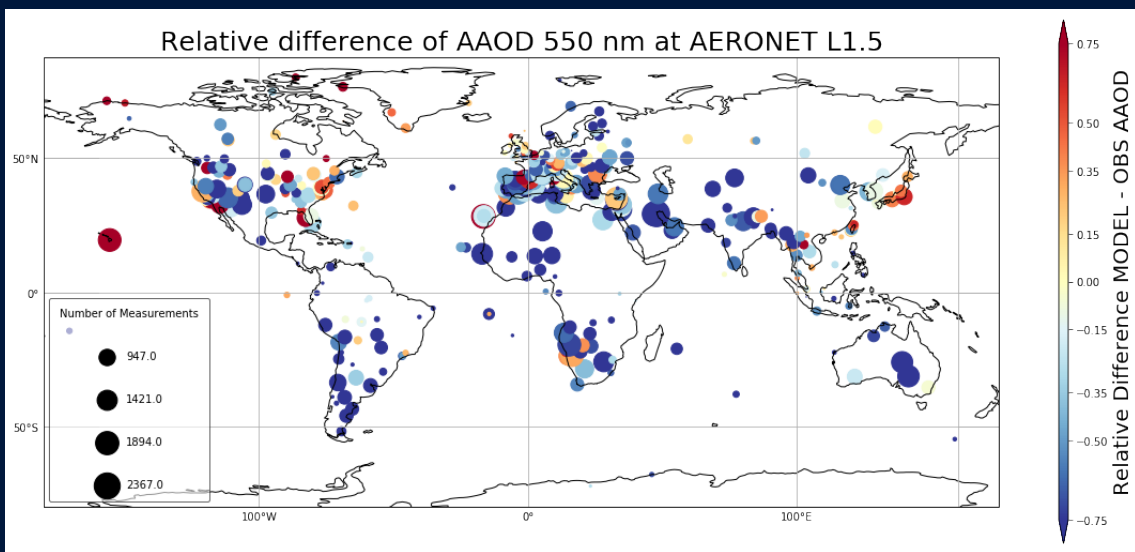 Relative difference of AAOD 550 nm at AERONET L1.5
50°N
0°
50°S
100°W
0°
100°E
Number of Measurements
947.0
1421.0
1894.0
2367.0
0.75
0.50
0.30
0.15
0.00
−0.15
−0.35
−0.50
−0.75
Relative Difference MODEL - OBS AAOD